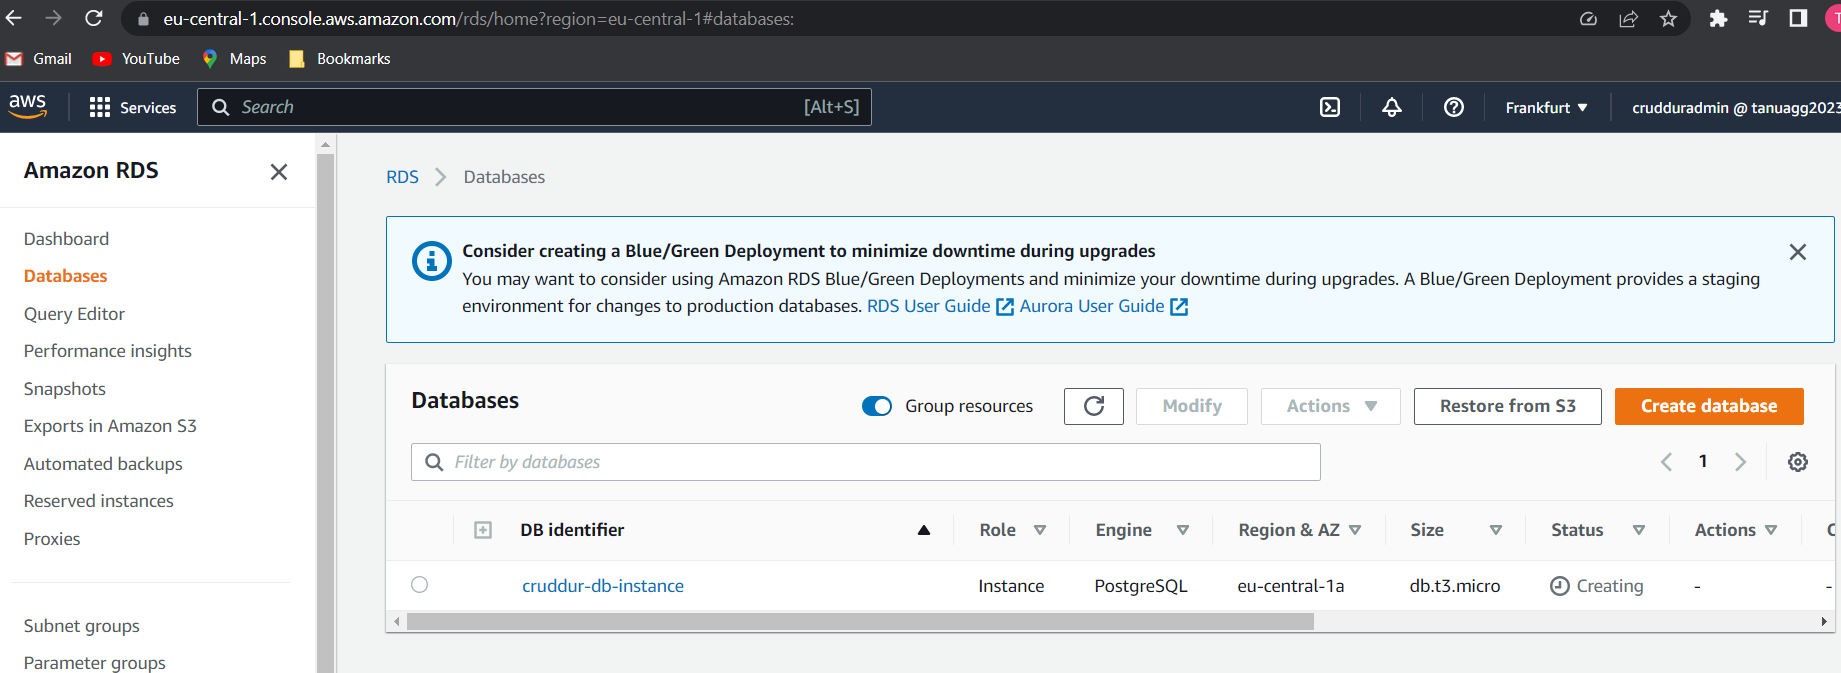 eu-central-1.console.aws.amazon.com/rds/home?region=eu-central-1#databases:
Gmail YouTube Maps Bookmarks
aws Services Search [Alt+S] Frankfurt crudduradmin @ tanuagg2023
Amazon RDS
Dashboard
Databases
Query Editor
Performance insights
Snapshots
Exports in Amazon S3
Automated backups
Reserved instances
Proxies
Subnet groups
Parameter groups
RDS Databases
Consider creating a Blue/Green Deployment to minimize downtime during upgrades
You may want to consider using Amazon RDS Blue/Green Deployments and minimize your downtime during upgrades. A Blue/Green Deployment provides a staging
environment for changes to production databases. RDS User Guide Aurora User Guide
Databases Group resources Modify Actions Restore from S3 Create database
Filter by databases 1
DB identifier Role Engine Region & AZ Size Status Actions
cruddur-db-instance Instance PostgreSQL eu-central-1a db.t3.micro Creating - -